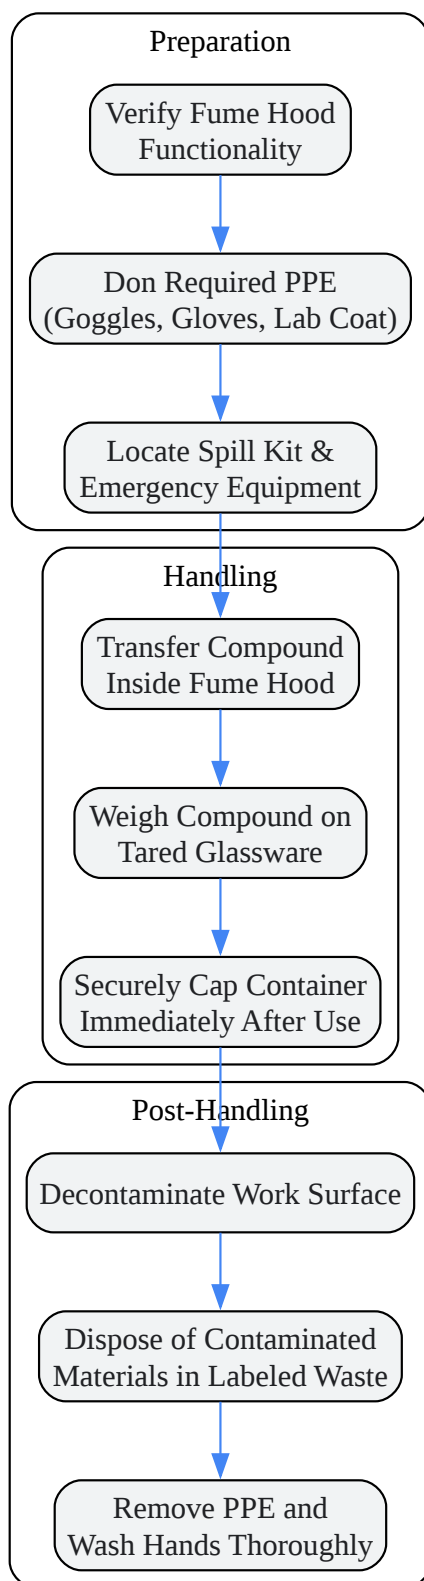 Preparation
Verify Fume Hood
Functionality
Don Required PPE
(Goggles, Gloves, Lab Coat)
Locate Spill Kit &
Emergency Equipment
Handling
Transfer Compound
Inside Fume Hood
Weigh Compound on
Tared Glassware
Securely Cap Container
Immediately After Use
Post-Handling
Decontaminate Work Surface
Dispose of Contaminated
Materials in Labeled Waste
Remove PPE and
Wash Hands Thoroughly